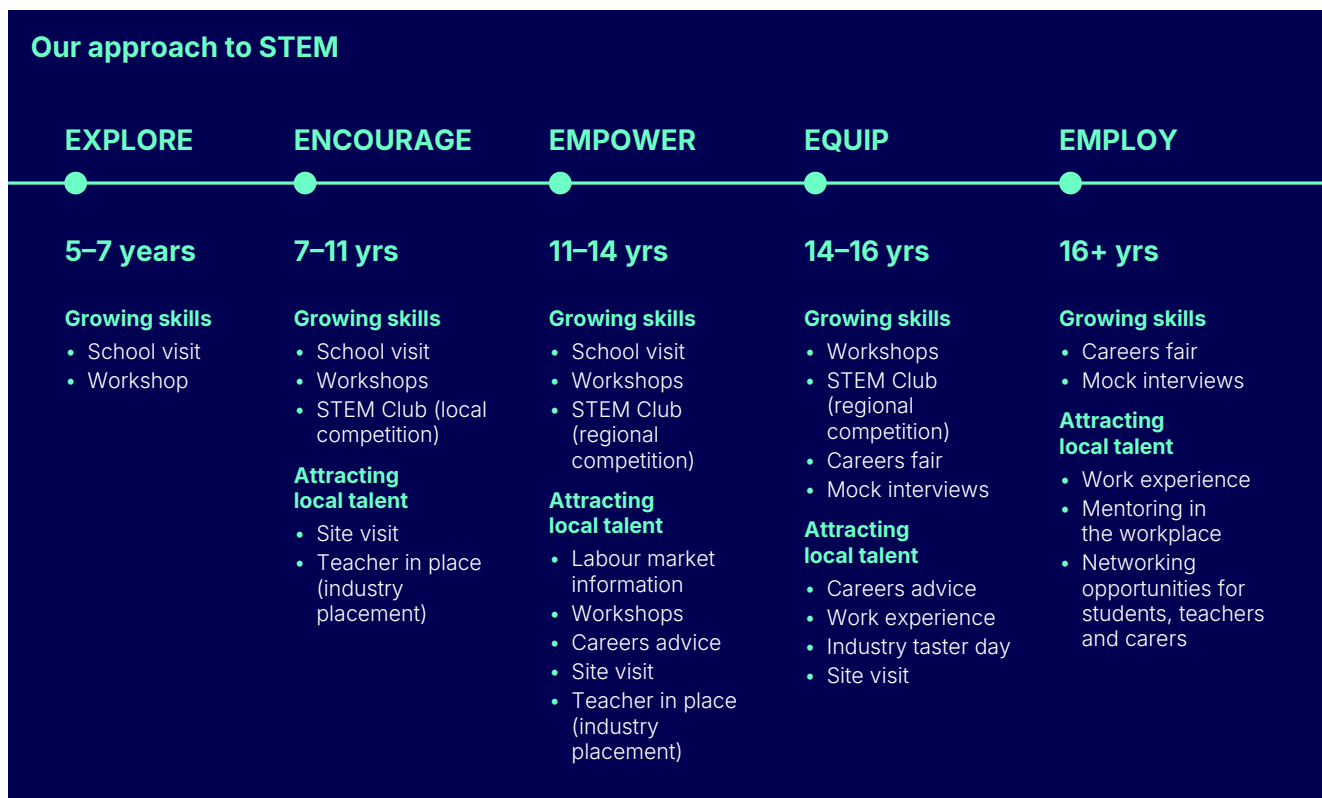 Our approach to STEM
EXPLORE
5–7 years
Growing skills
• School visit
• Workshop
ENCOURAGE
7–11 yrs
Growing skills
• School visit
• Workshops
• STEM Club (local
competition)
Attracting
local talent
• Site visit
• Teacher in place
(industry
placement)
EMPOWER
11–14 yrs
Growing skills
• School visit
• Workshops
• STEM Club
(regional
competition)
Attracting
local talent
• Labour market
information
• Workshops
• Careers advice
• Site visit
• Teacher in place
(industry
placement)
EQUIP
14–16 yrs
Growing skills
• Workshops
• STEM Club
(regional
competition)
• Careers fair
• Mock interviews
Attracting
local talent
• Careers advice
• Work experience
• Industry taster day
• Site visit
EMPLOY
16+ yrs
Growing skills
• Careers fair
• Mock interviews
Attracting
local talent
• Work experience
• Mentoring in
the workplace
• Networking
opportunities for
students, teachers
and carers